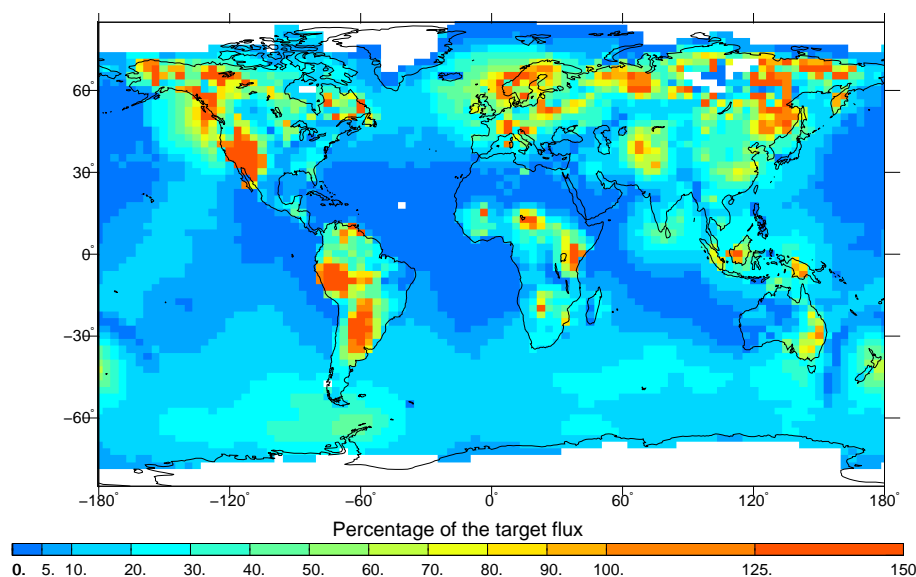 60°
30°
0°
−30°
−60°
−180° −120° −60° 0° 60° 120° 180°
Percentage of the target flux
0. 5. 10. 20. 30. 40. 50. 60. 70. 80. 90. 100. 125. 150